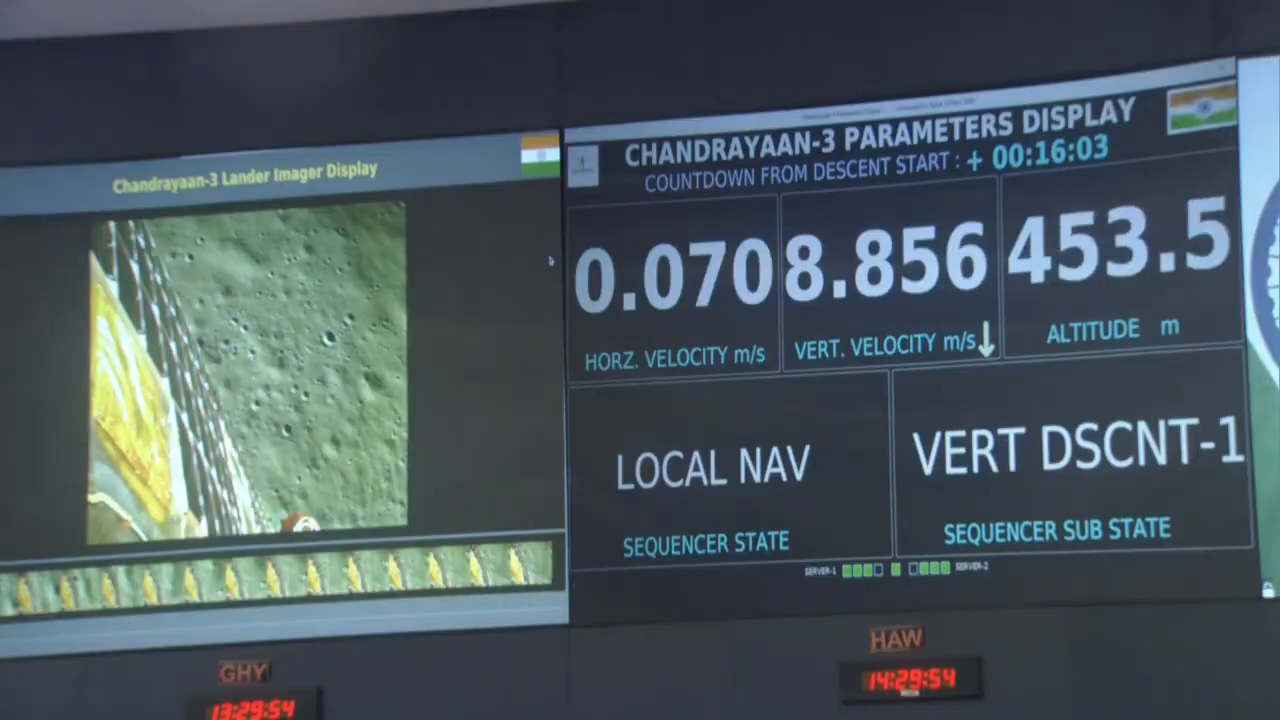 Chandrayaan-3 Lander Imager Display
CHANDRAYAAN-3 PARAMETERS DISPLAY
COUNTDOWN FROM DESCENT START : + 00:16:03
0.070
HORZ. VELOCITY m/s
8.856
VERT. VELOCITY m/s
453.5
ALTITUDE m
LOCAL NAV
SEQUENCER STATE
VERT DSCNT-1
SEQUENCER SUB STATE
SERVER-1
SERVER-2
GHY
13:29:54
HAW
14:29:54